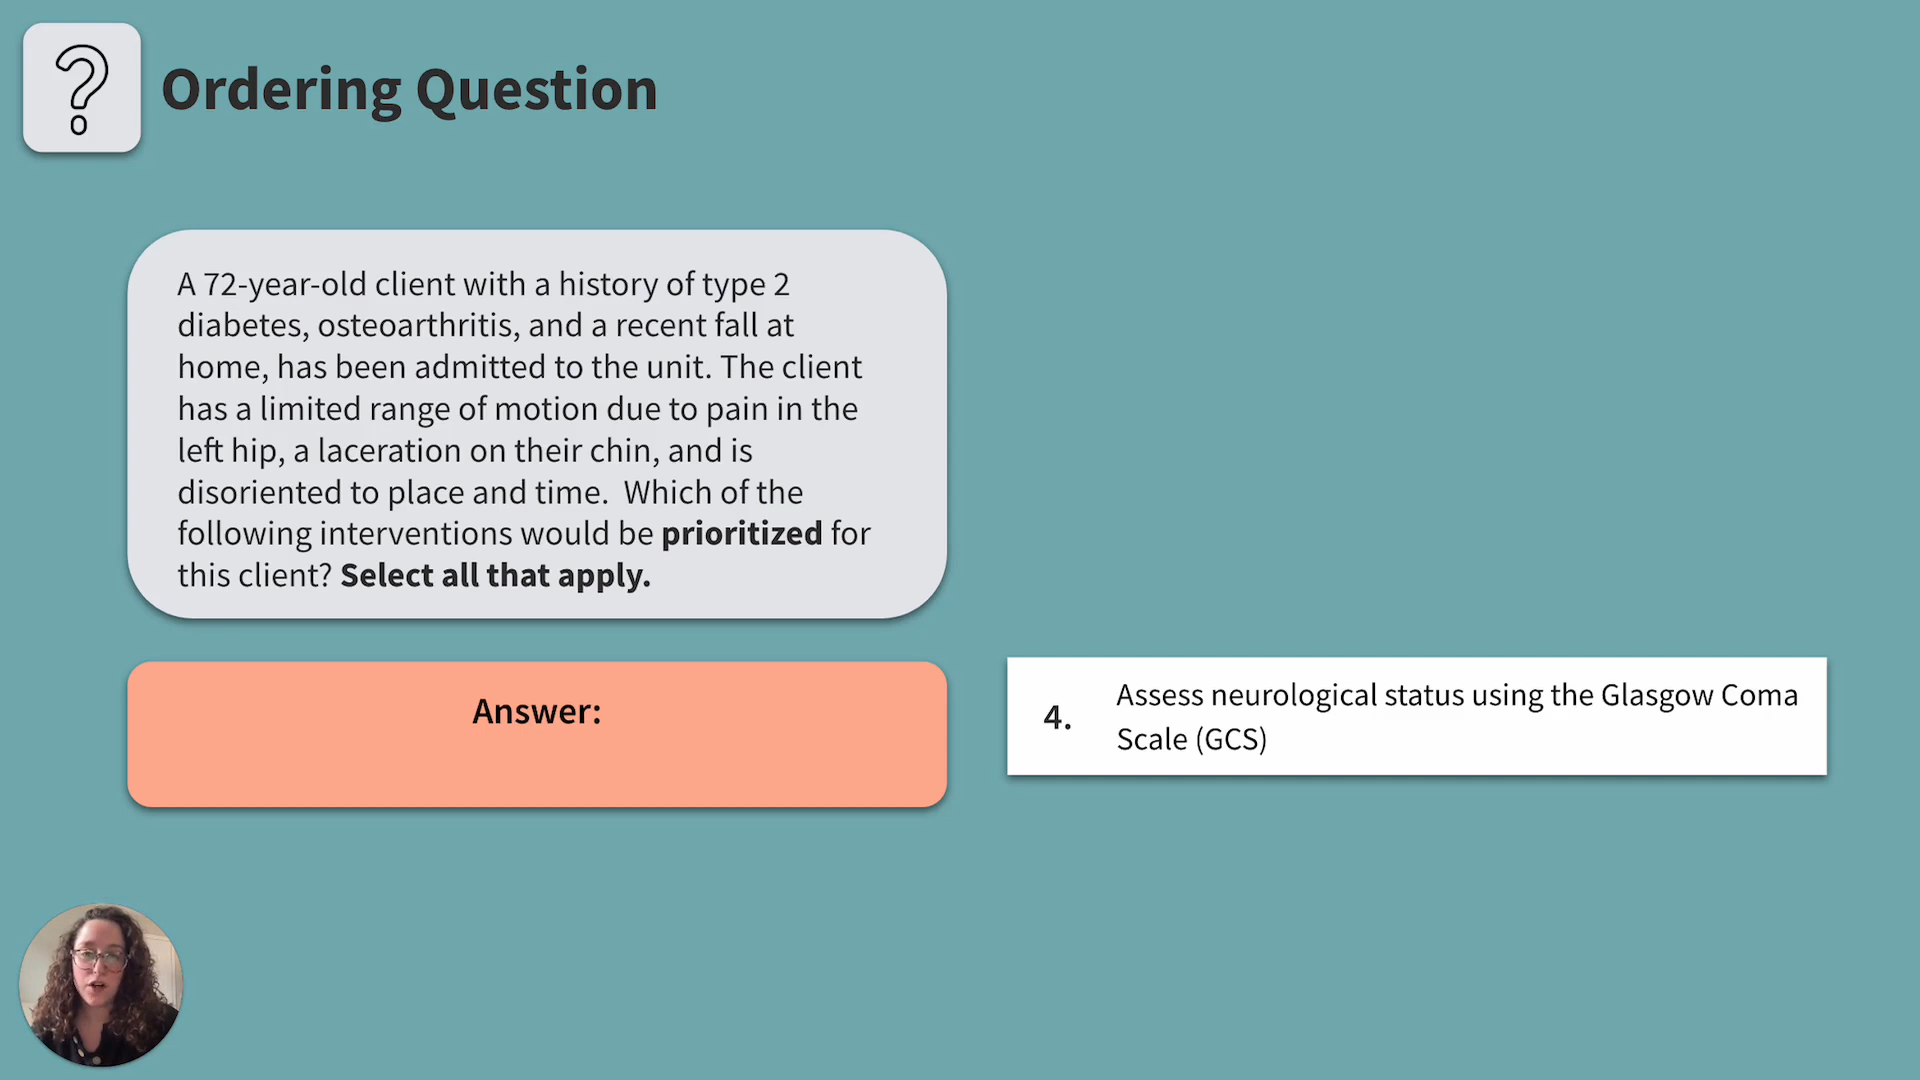 Ordering Question
A 72-year-old client with a history of type 2
diabetes, osteoarthritis, and a recent fall at
home, has been admitted to the unit. The client
has a limited range of motion due to pain in the
left hip, a laceration on their chin, and is
disoriented to place and time.  Which of the
following interventions would be prioritized for
this client? Select all that apply.
Answer:
4.
Assess neurological status using the Glasgow Coma
Scale (GCS)